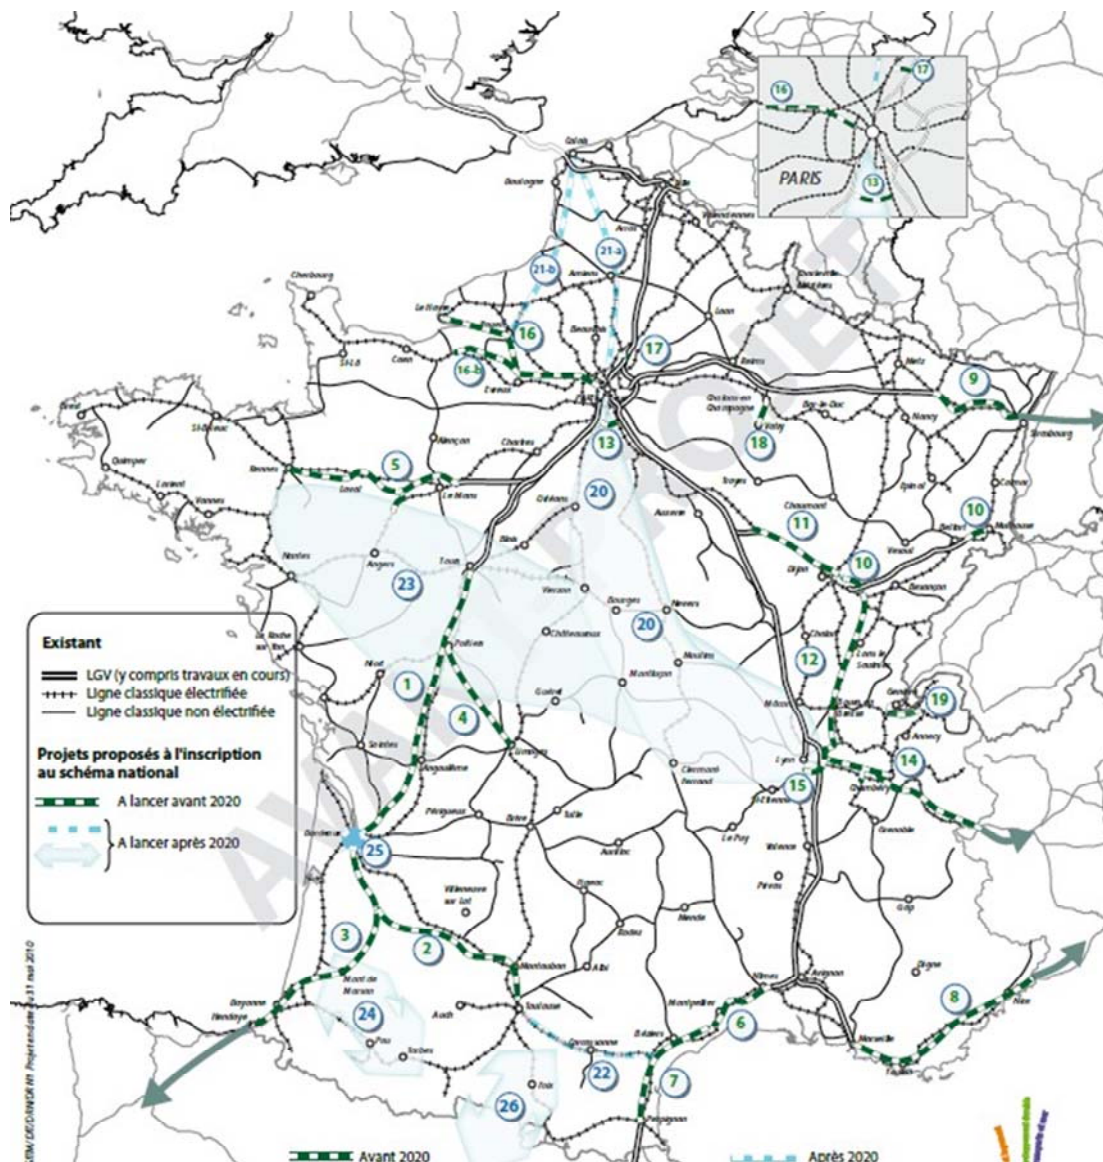 17
16
PARIS
13
Calais
Boulogne
Lille
Valenciennes
Arras
21-b
21-a
Amiens
Cherbourg
Le Havre
Laon
Beauvais
16
17
Reims
Metz
St-Lô
Caen
16-b
Evreux
9
Châlons-en
Champagne
Bar-le-Duc
Nancy
Strasbourg
Brest
St-Brieuc
Alençon
Chartres
13
Vatry
18
Quimper
Rennes
5
Laval
Le Mans
Troyes
Epinal
Colmar
Lorient
Vannes
Orléans
20
Auxerre
Chaumont
11
10
Belfort
Mulhouse
Vesoul
Blois
Nantes
Angers
Tours
Dijon
10
Besançon
23
Vierzon
Bourges
Nevers
20
Existant
LGV (y compris travaux en cours)
Ligne classique électrifiée
Ligne classique non électrifiée
Projets proposés à l'inscription
au schéma national
A lancer avant 2020
A lancer après 2020
La Roche
sur Yon
Poitiers
Châteauroux
Moulins
12
Lons le
Saunier
Niort
1
Montluçon
Guéret
4
Mâcon
Genève
19
Annecy
Saintes
Angoulême
Limoges
Clermont
Ferrand
Lyon
15
14
Chambéry
St-Etienne
Périgueux
Brive
Tulle
Grenoble
Bordeaux
25
Le Puy
Valence
Aurillac
Privas
Villeneuve
sur Lot
Figeac
Gap
3
2
Rodez
Mende
Mont de
Marsan
Montauban
Albi
Nîmes
Avignon
Digne
Bayonne
Hendaye
24
Auch
Toulouse
Montpellier
6
8
Nice
Pau
Tarbes
Carcassonne
Béziers
Marseille
Toulon
22
7
Foix
26
Perpignan
Avant 2020
Après 2020